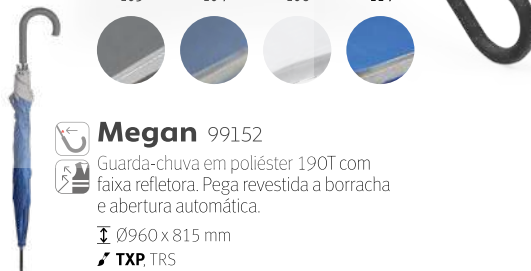 Megan 99152
Guarda-chuva em poliéster 190T com
faixa refletora. Pega revestida a borracha
e abertura automática.
Ø960 x 815 mm
TXP, TRS